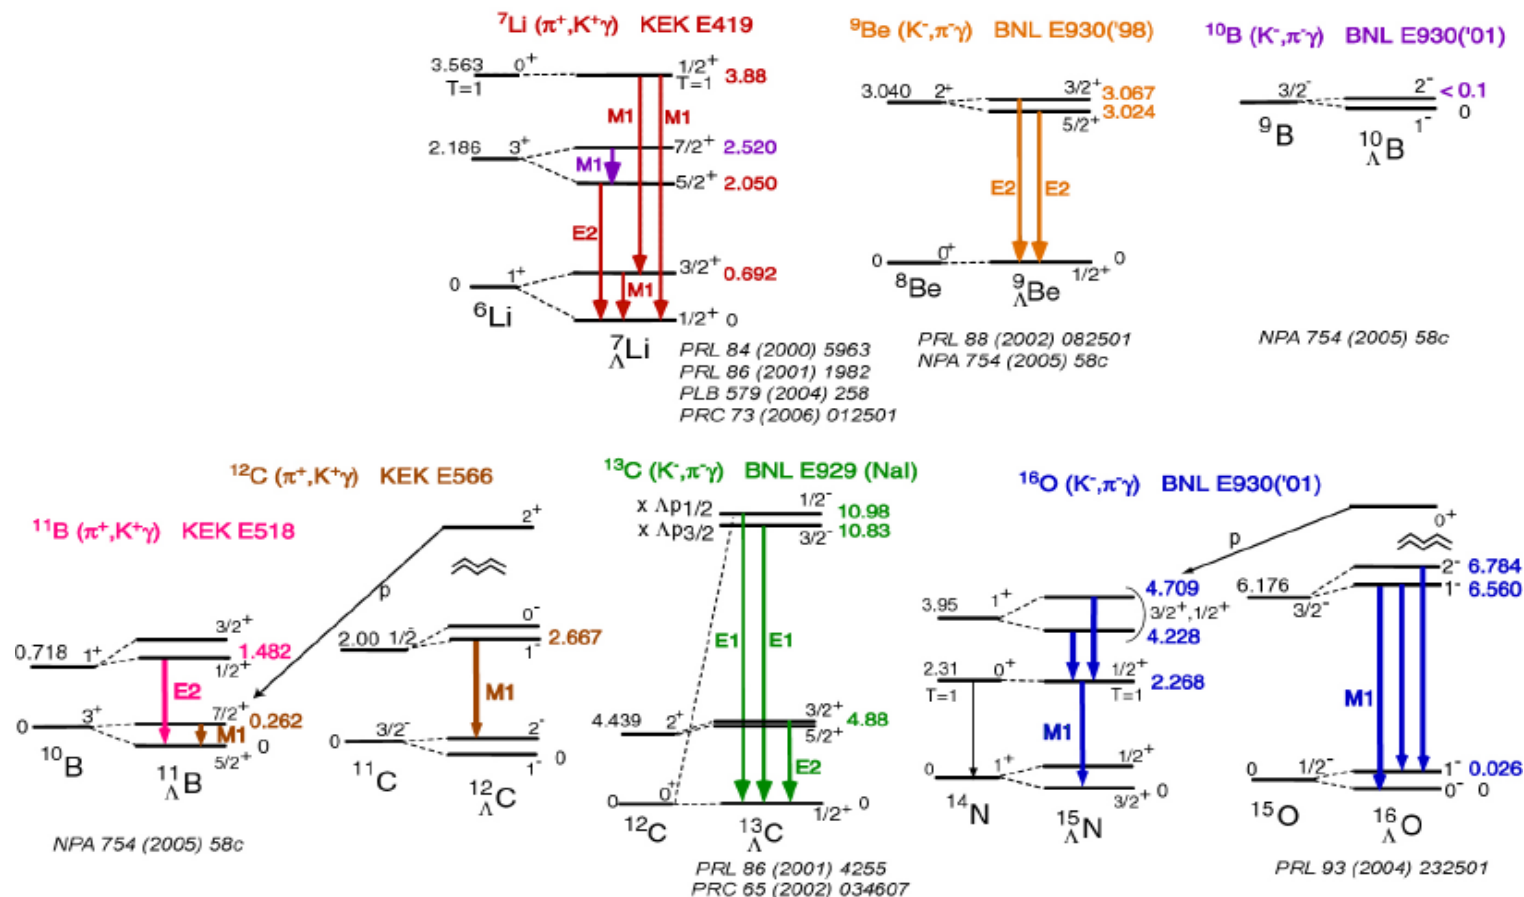 ⁷Li (π⁺,K⁺γ) KEK E419
3.563 0⁺ 1/2⁺ 3.88
T=1 T=1
M1 M1
2.186 3⁺ 7/2⁺ 2.520
M1
5/2⁺ 2.050
E2
0 1⁺ 3/2⁺ 0.692
M1
⁶Li 1/2⁺ 0
⁷ΛLi
PRL 84 (2000) 5963
PRL 86 (2001) 1982
PLB 579 (2004) 258
PRC 73 (2006) 012501
⁹Be (K⁻,π⁻γ) BNL E930('98)
3.040 2⁺ 3/2⁺ 3.067
5/2⁺ 3.024
E2 E2
0 0⁺ 0
⁸Be ⁹ΛBe 1/2⁺
PRL 88 (2002) 082501
NPA 754 (2005) 58c
¹⁰B (K⁻,π⁻γ) BNL E930('01)
3/2⁻ 2⁻ < 0.1
⁹B ¹⁰ΛB 1⁻ 0
NPA 754 (2005) 58c
¹²C (π⁺,K⁺γ) KEK E566
¹¹B (π⁺,K⁺γ) KEK E518
2⁺
p
3/2⁺
0.718 1⁺ 1.482
1/2⁺
E2
0 3⁺ 7/2⁺ 0.262
M1
¹⁰B ¹¹ΛB 5/2⁺ 0
NPA 754 (2005) 58c
0⁻
2.00 1/2⁻ 2.667
1⁻
M1
0 3/2⁻ 2⁻
¹¹C ¹²ΛC 1⁻ 0
¹³C (K⁻,π⁻γ) BNL E929 (NaI)
x Λp1/2 1/2⁻ 10.98
x Λp3/2 3/2⁻ 10.83
E1 E1
4.439 2⁺ 3/2⁺ 4.88
5/2⁺
E2
0 0⁺ 0
¹²C ¹³ΛC 1/2⁺
PRL 86 (2001) 4255
PRC 65 (2002) 034607
¹⁶O (K⁻,π⁻γ) BNL E930('01)
0⁺
p
4.709
3.95 1⁺ 3/2⁺,1/2⁺
4.228
2.31 0⁺ 1/2⁺ 2.268
T=1 T=1
M1
0 1⁺ 1/2⁺
¹⁴N ¹⁵ΛN 3/2⁺ 0
2⁻ 6.784
6.176 1⁻ 6.560
3/2⁻
M1
0 1/2⁻ 1⁻ 0.026
¹⁵O ¹⁶ΛO 0⁻ 0
PRL 93 (2004) 232501